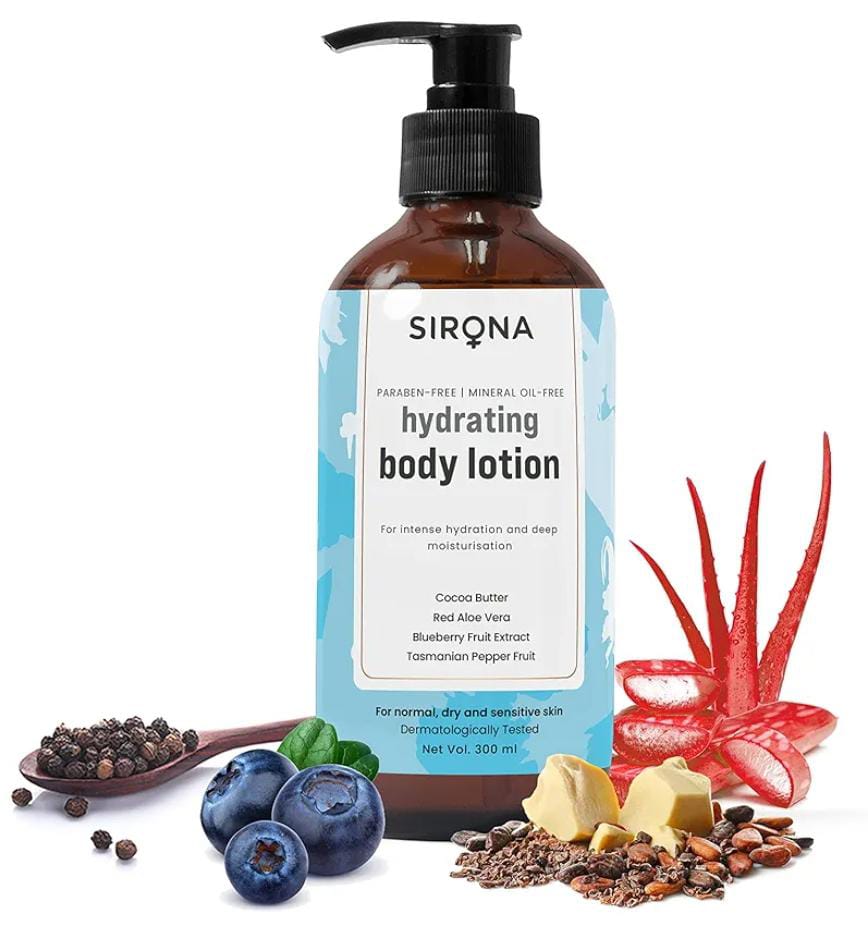 SIRONA
PARABEN-FREE | MINERAL OIL-FREE
hydrating
body lotion
For intense hydration and deep
moisturisation
Cocoa Butter
Red Aloe Vera
Blueberry Fruit Extract
Tasmanian Pepper Fruit
For normal, dry and sensitive skin
Dermatologically Tested
Net Vol. 300 ml